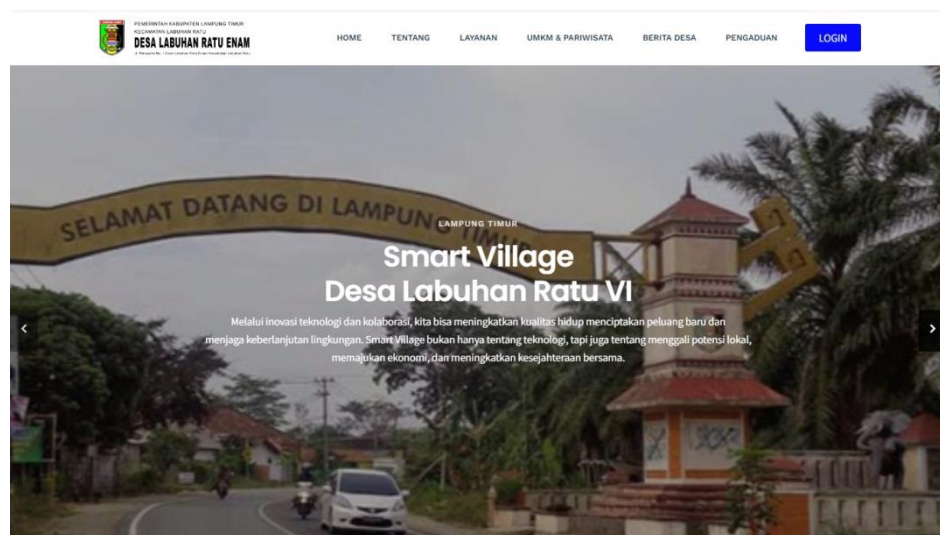 PEMERINTAH KABUPATEN LAMPUNG TIMUR
KECAMATAN LABUHAN RATU
DESA LABUHAN RATU ENAM
HOME
TENTANG
LAYANAN
UMKM & PARIWISATA
BERITA DESA
PENGADUAN
LOGIN
SELAMAT DATANG DI LAMPUNG TIMUR
LAMPUNG TIMUR
Smart Village
Desa Labuhan Ratu VI
Melalui inovasi teknologi dan kolaborasi, kita bisa meningkatkan kualitas hidup menciptakan peluang baru dan
menjaga keberlanjutan lingkungan. Smart Village bukan hanya tentang teknologi, tapi juga tentang menggali potensi lokal,
memajukan ekonomi, dan meningkatkan kesejahteraan bersama.